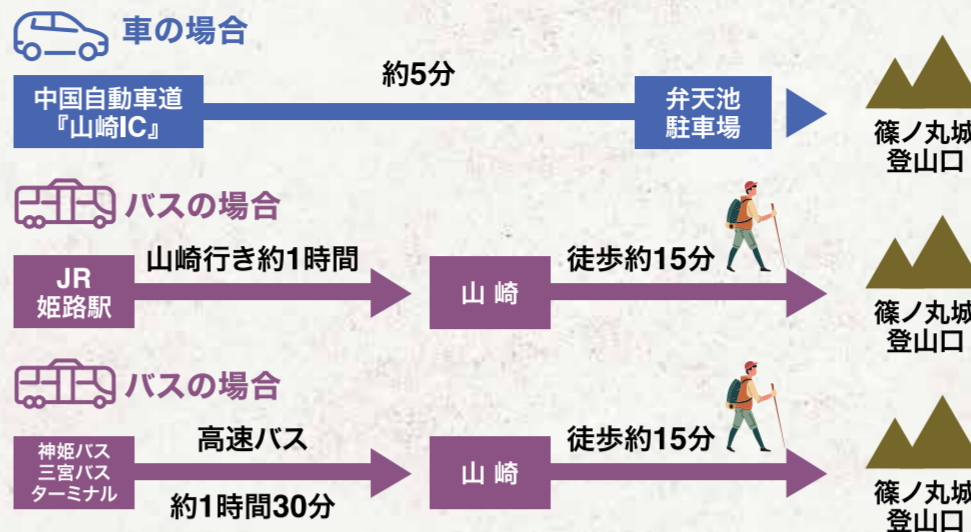 車の場合
約5分
中国自動車道
『山崎IC』
弁天池
駐車場
篠ノ丸城
登山口
バスの場合
山崎行き約1時間
徒歩約15分
JR
姫路駅
山崎
篠ノ丸城
登山口
バスの場合
高速バス
徒歩約15分
神姫バス
三宮バス
ターミナル
山崎
約1時間30分
篠ノ丸城
登山口